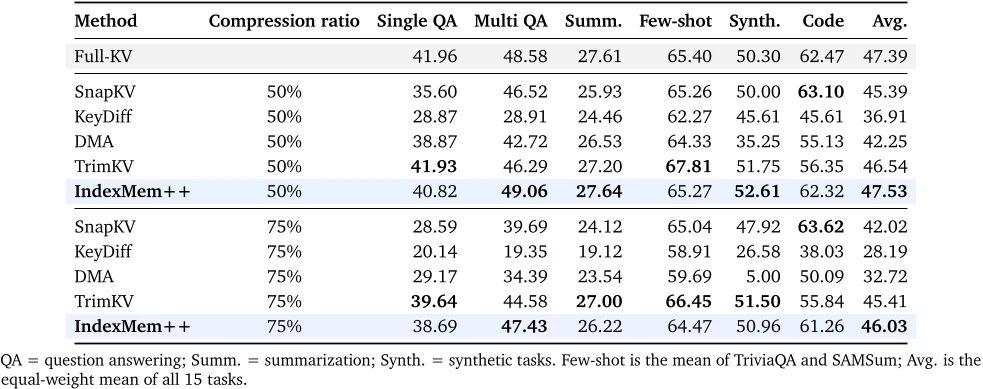 Method Compression ratio Single QA Multi QA Summ. Few-shot Synth. Code Avg.
Full-KV 41.96 48.58 27.61 65.40 50.30 62.47 47.39
SnapKV 50% 35.60 46.52 25.93 65.26 50.00 63.10 45.39
KeyDiff 50% 28.87 28.91 24.46 62.27 45.61 45.61 36.91
DMA 50% 38.87 42.72 26.53 64.33 35.25 55.13 42.25
TrimKV 50% 41.93 46.29 27.20 67.81 51.75 56.35 46.54
IndexMem++ 50% 40.82 49.06 27.64 65.27 52.61 62.32 47.53
SnapKV 75% 28.59 39.69 24.12 65.04 47.92 63.62 42.02
KeyDiff 75% 20.14 19.35 19.12 58.91 26.58 38.03 28.19
DMA 75% 29.17 34.39 23.54 59.69 5.00 50.09 32.72
TrimKV 75% 39.64 44.58 27.00 66.45 51.50 55.84 45.41
IndexMem++ 75% 38.69 47.43 26.22 64.47 50.96 61.26 46.03
QA = question answering; Summ. = summarization; Synth. = synthetic tasks. Few-shot is the mean of TriviaQA and SAMSum; Avg. is the
equal-weight mean of all 15 tasks.